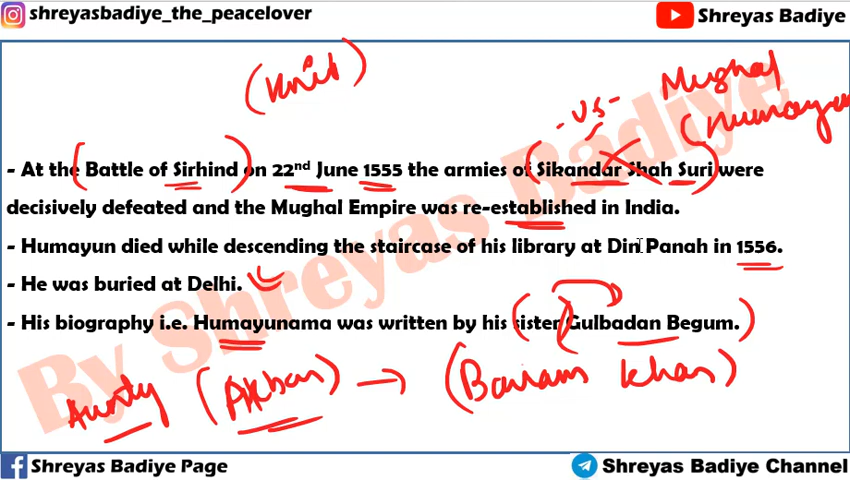 shreyasbadiye_the_peacelover
Shreyas Badiye
- vs - Mughal
(Humayun
- At the (Battle of Sirhind) on 22nd June 1555 the armies of (Sikandar Shah Suri) were
decisively defeated and the Mughal Empire was re-established in India.
- Humayun died while descending the staircase of his library at Din Panah in 1556.
- He was buried at Delhi.
- His biography i.e. Humayunama was written by his (sister (Gulbadan Begum.)
Aunty (Akbar) → (Bairam Khan)
By Shreyas Badiye
Shreyas Badiye Page
Shreyas Badiye Channel